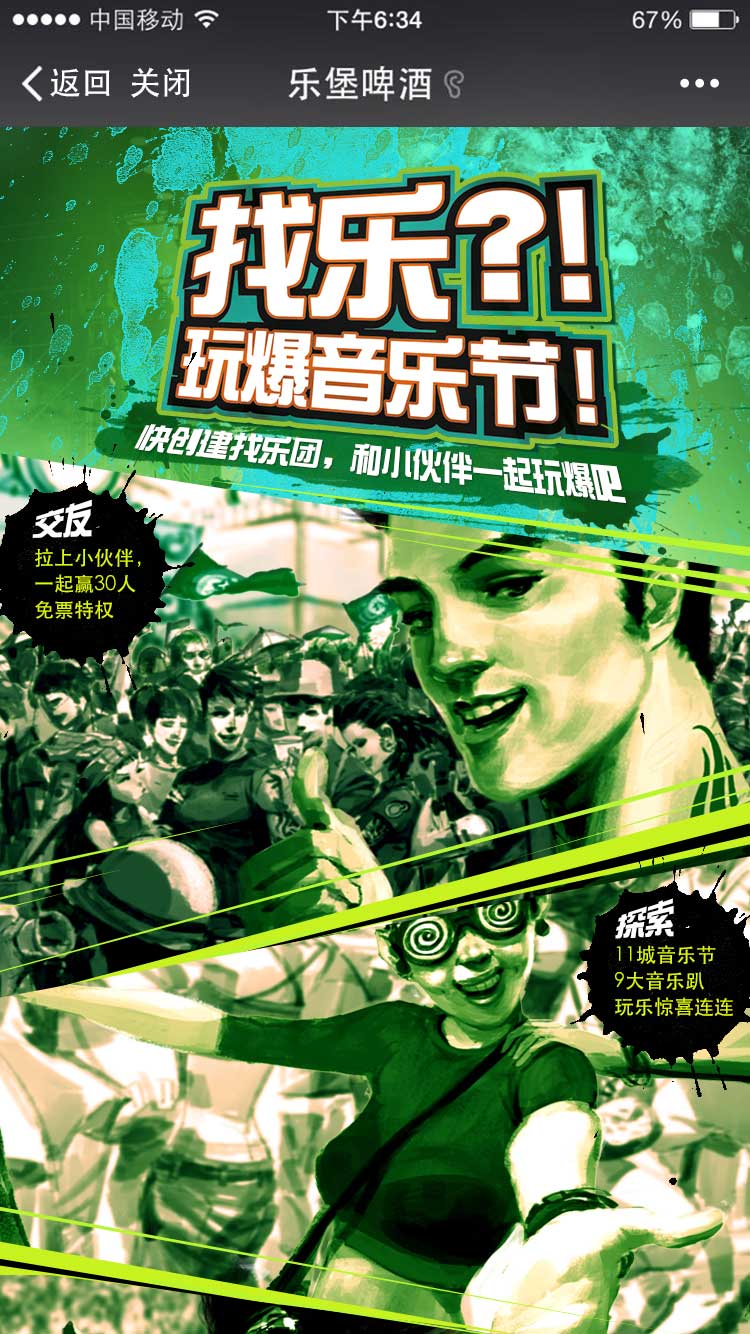 中国移动 下午6:34 67%
返回 关闭 乐堡啤酒
找乐?!
玩爆音乐节!
快创建找乐团，和小伙伴一起玩爆吧
交友
拉上小伙伴，
一起赢30人
免票特权
探索
11城音乐节
9大音乐趴
玩乐惊喜连连